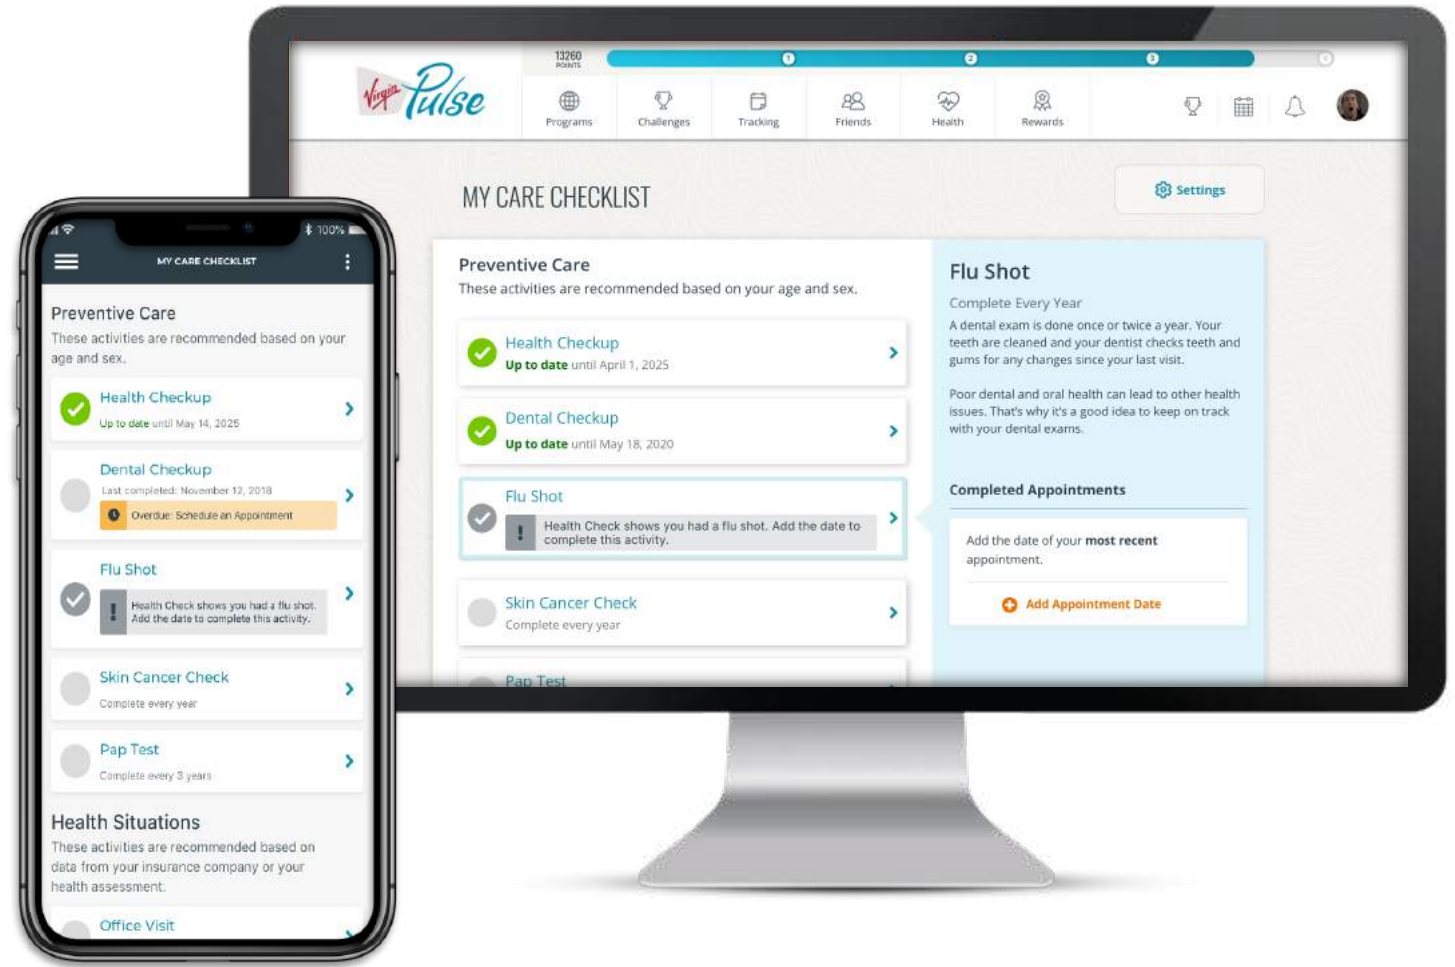 13260
POINTS
1
2
3
4
Virgin Pulse
Programs
Challenges
Tracking
Friends
Health
Rewards
MY CARE CHECKLIST
Settings
Preventive Care
These activities are recommended based on your age and sex.
Health Checkup
Up to date until April 1, 2025
Dental Checkup
Up to date until May 18, 2020
Flu Shot
Health Check shows you had a flu shot. Add the date to
complete this activity.
Skin Cancer Check
Complete every year
Pap Test
Flu Shot
Complete Every Year
A dental exam is done once or twice a year. Your
teeth are cleaned and your dentist checks teeth and
gums for any changes since your last visit.
Poor dental and oral health can lead to other health
issues. That's why it's a good idea to keep on track
with your dental exams.
Completed Appointments
Add the date of your most recent
appointment.
Add Appointment Date
100%
MY CARE CHECKLIST
Preventive Care
These activities are recommended based on your
age and sex.
Health Checkup
Up to date until May 14, 2025
Dental Checkup
Last completed: November 12, 2018
Overdue: Schedule an Appointment
Flu Shot
Health Check shows you had a flu shot.
Add the date to complete this activity.
Skin Cancer Check
Complete every year
Pap Test
Complete every 3 years
Health Situations
These activities are recommended based on
data from your insurance company or your
health assessment.
Office Visit